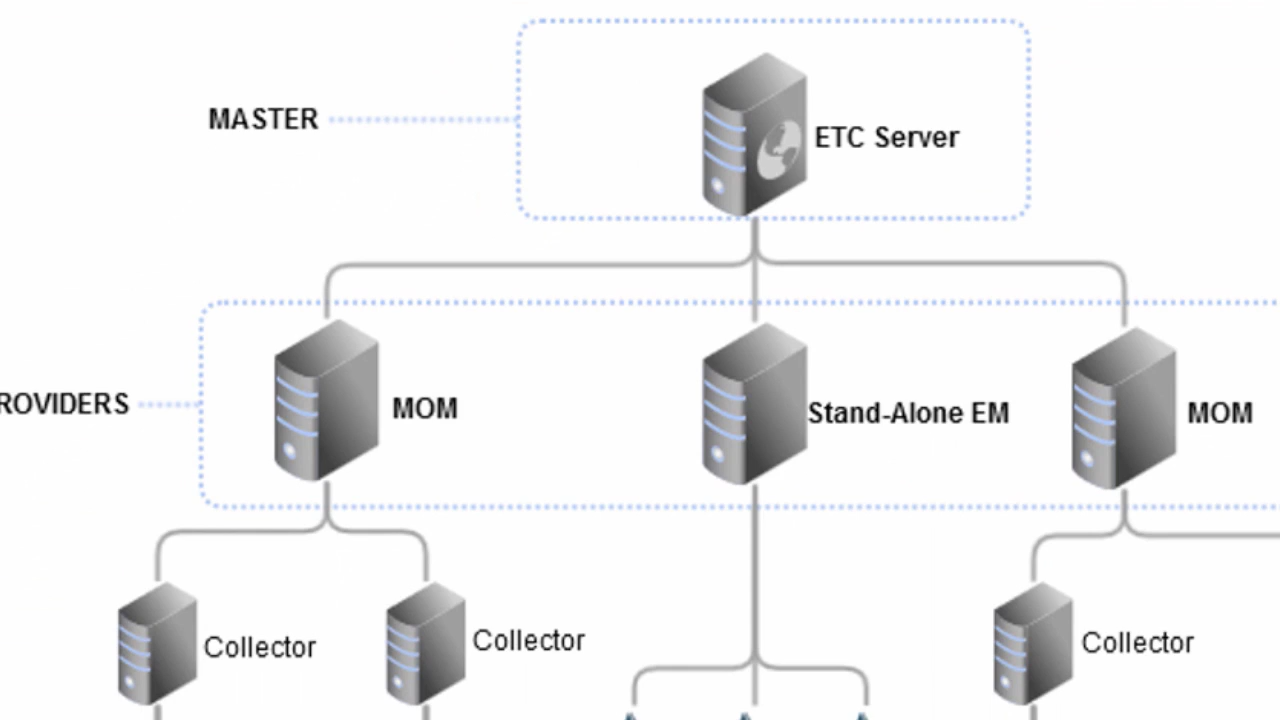 MASTER
ETC Server
ROVIDERS
MOM
Stand-Alone EM
MOM
Collector
Collector
Collector